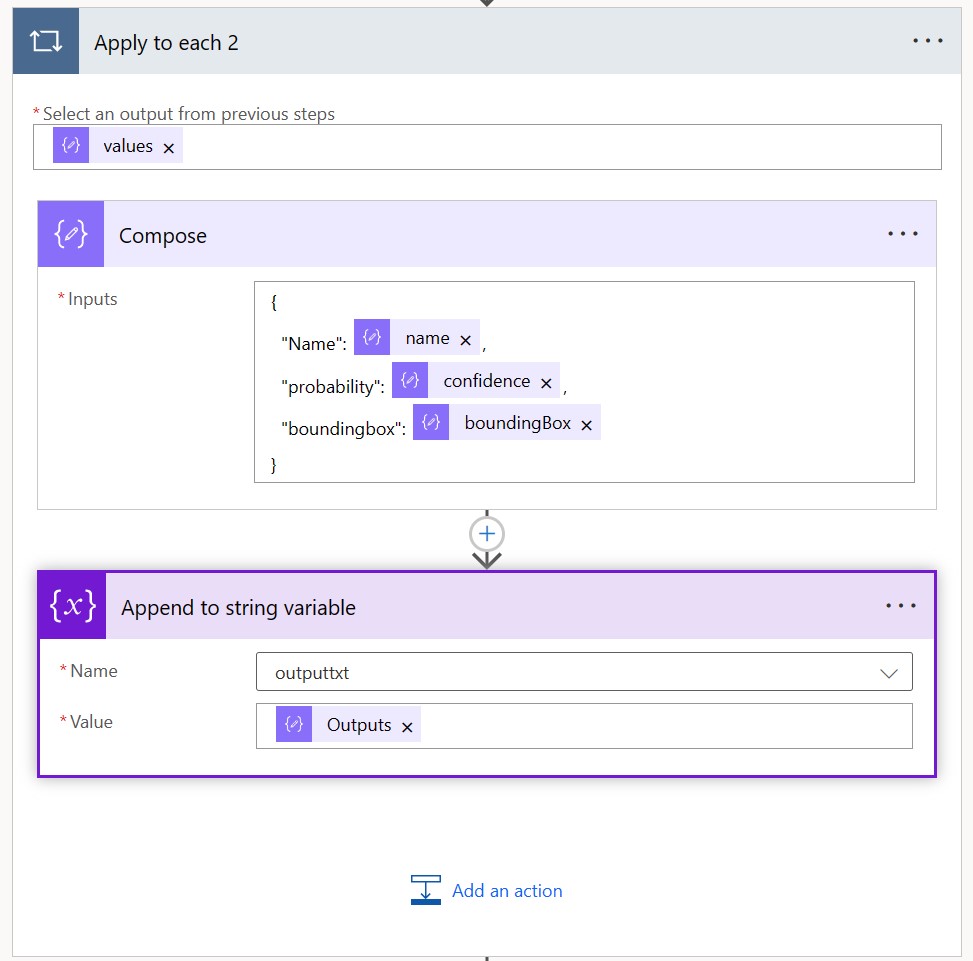 Apply to each 2
* Select an output from previous steps
values
Compose
* Inputs
{
"Name": name ,
"probability": confidence ,
"boundingbox": boundingBox
}
{x} Append to string variable
* Name outputtxt
* Value Outputs
Add an action